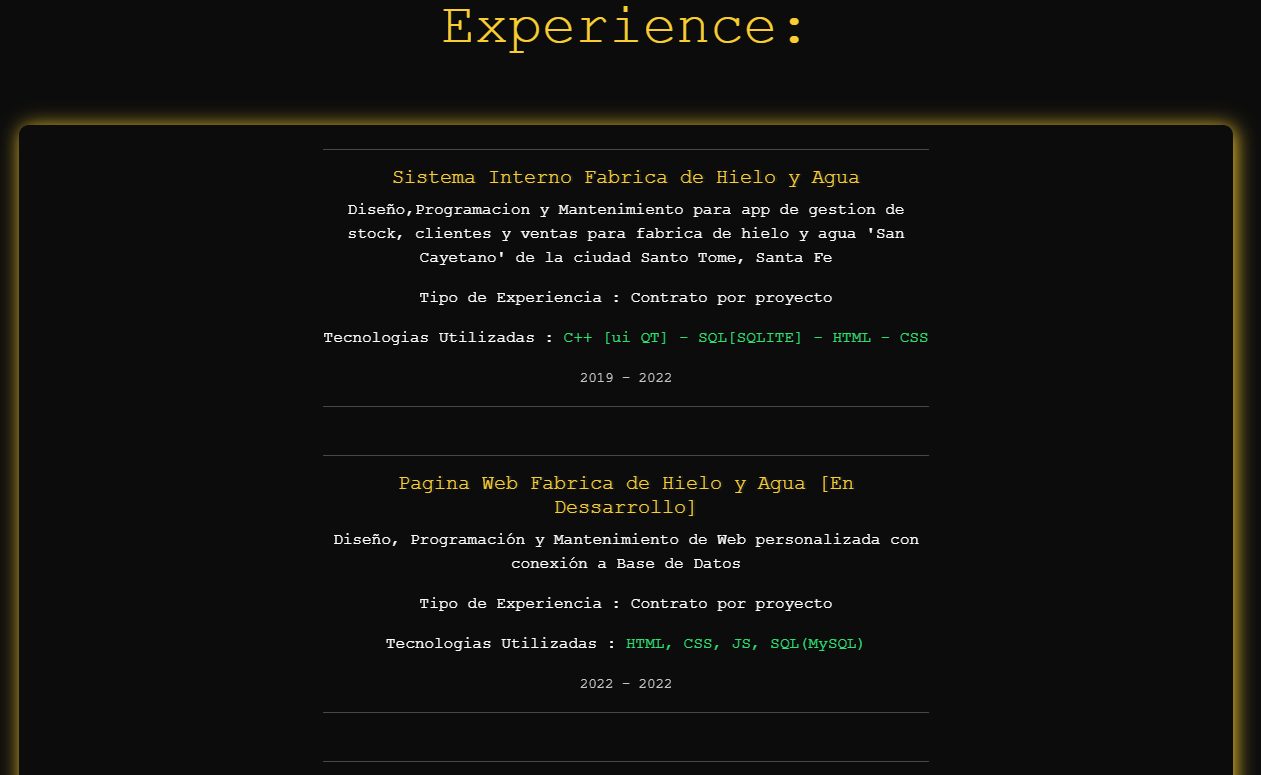 Experience:
Sistema Interno Fabrica de Hielo y Agua
Diseño,Programacion y Mantenimiento para app de gestion de
stock, clientes y ventas para fabrica de hielo y agua 'San
Cayetano' de la ciudad Santo Tome, Santa Fe
Tipo de Experiencia : Contrato por proyecto
Tecnologias Utilizadas : C++ [ui QT] - SQL[SQLITE] - HTML - CSS
2019 - 2022
Pagina Web Fabrica de Hielo y Agua [En
Dessarrollo]
Diseño, Programación y Mantenimiento de Web personalizada con
conexión a Base de Datos
Tipo de Experiencia : Contrato por proyecto
Tecnologias Utilizadas : HTML, CSS, JS, SQL(MySQL)
2022 - 2022